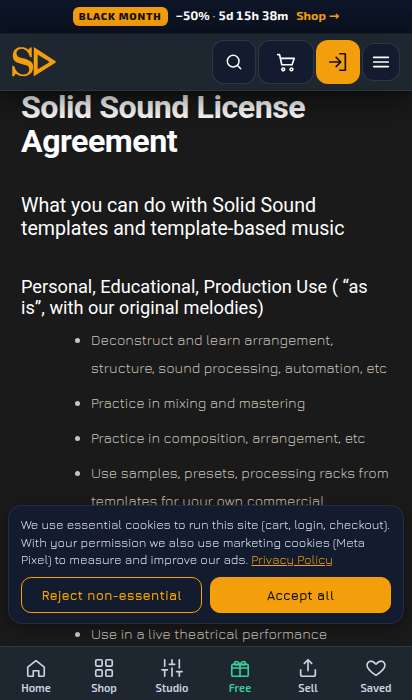 BLACK MONTH −50% · 5d 15h 38m Shop →
S
Solid Sound License
Agreement
What you can do with Solid Sound
templates and template-based music
Personal, Educational, Production Use ( “as
is”, with our original melodies)
Deconstruct and learn arrangement,
structure, sound processing, automation, etc
Practice in mixing and mastering
Practice in composition, arrangement, etc
Use samples, presets, processing racks from
templates for your own commercial
We use essential cookies to run this site (cart, login, checkout).
With your permission we also use marketing cookies (Meta
Pixel) to measure and improve our ads. Privacy Policy
Reject non-essential Accept all
Use in a live theatrical performance
Home Shop Studio Free Sell Saved